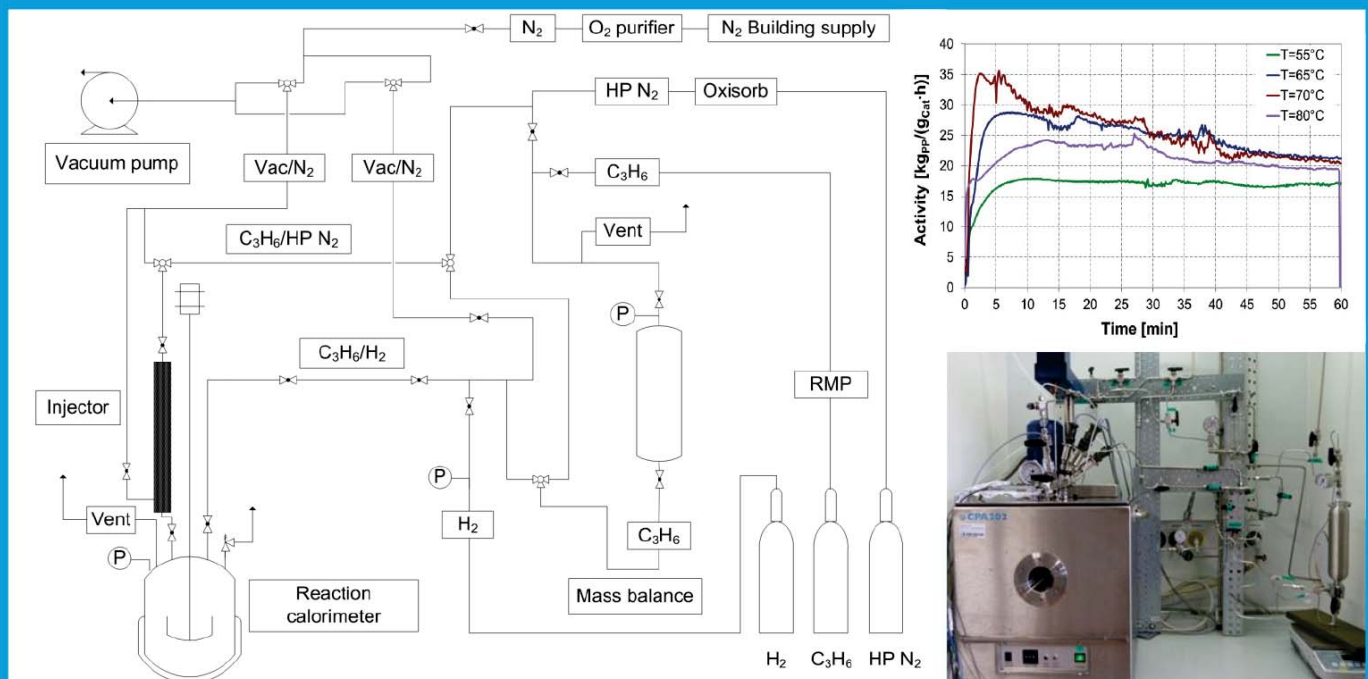 N₂
O₂ purifier
N₂ Building supply
HP N₂
Oxisorb
Vacuum pump
Vac/N₂
Vac/N₂
C₃H₆
Vent
C₃H₆/HP N₂
P
C₃H₆/H₂
RMP
Injector
P
Vent
H₂
C₃H₆
P
Reaction
calorimeter
Mass balance
H₂
C₃H₆
HP N₂
Activity [kgPP/(gCat·h)]
40
35
30
25
20
15
10
5
0
T=55°C
T=65°C
T=70°C
T=80°C
0 5 10 15 20 25 30 35 40 45 50 55 60
Time [min]
CPA202